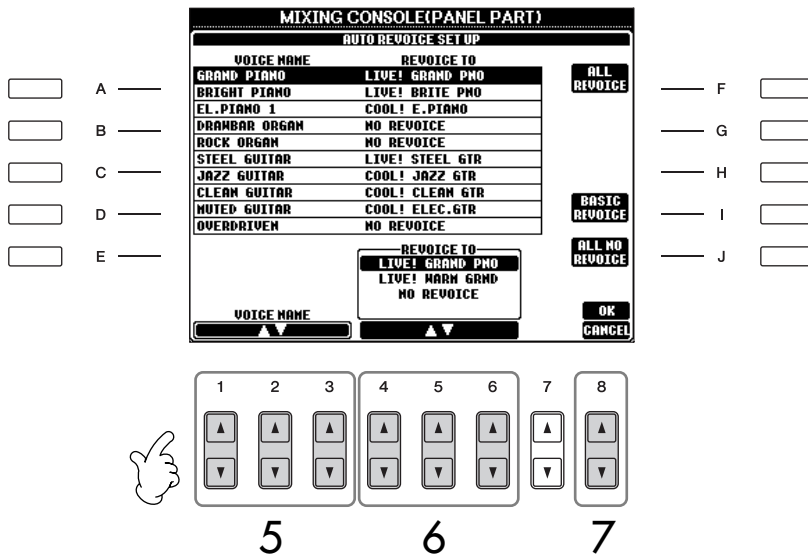 MIXING CONSOLE(PANEL PART)
AUTO REVOICE SET UP
VOICE NAME REVOICE TO
GRAND PIANO LIVE! GRAND PNO
BRIGHT PIANO LIVE! BRITE PNO
EL.PIANO 1 COOL! E.PIANO
DRAWBAR ORGAN NO REVOICE
ROCK ORGAN NO REVOICE
STEEL GUITAR LIVE! STEEL GTR
JAZZ GUITAR COOL! JAZZ GTR
CLEAN GUITAR COOL! CLEAN GTR
MUTED GUITAR COOL! ELEC.GTR
OVERDRIVEN NO REVOICE
ALL
REVOICE
BASIC
REVOICE
ALL NO
REVOICE
REVOICE TO
LIVE! GRAND PNO
LIVE! WARM GRND
NO REVOICE
VOICE NAME
OK
CANCEL
A
B
C
D
E
F
G
H
I
J
1 2 3 4 5 6 7 8
5 6 7